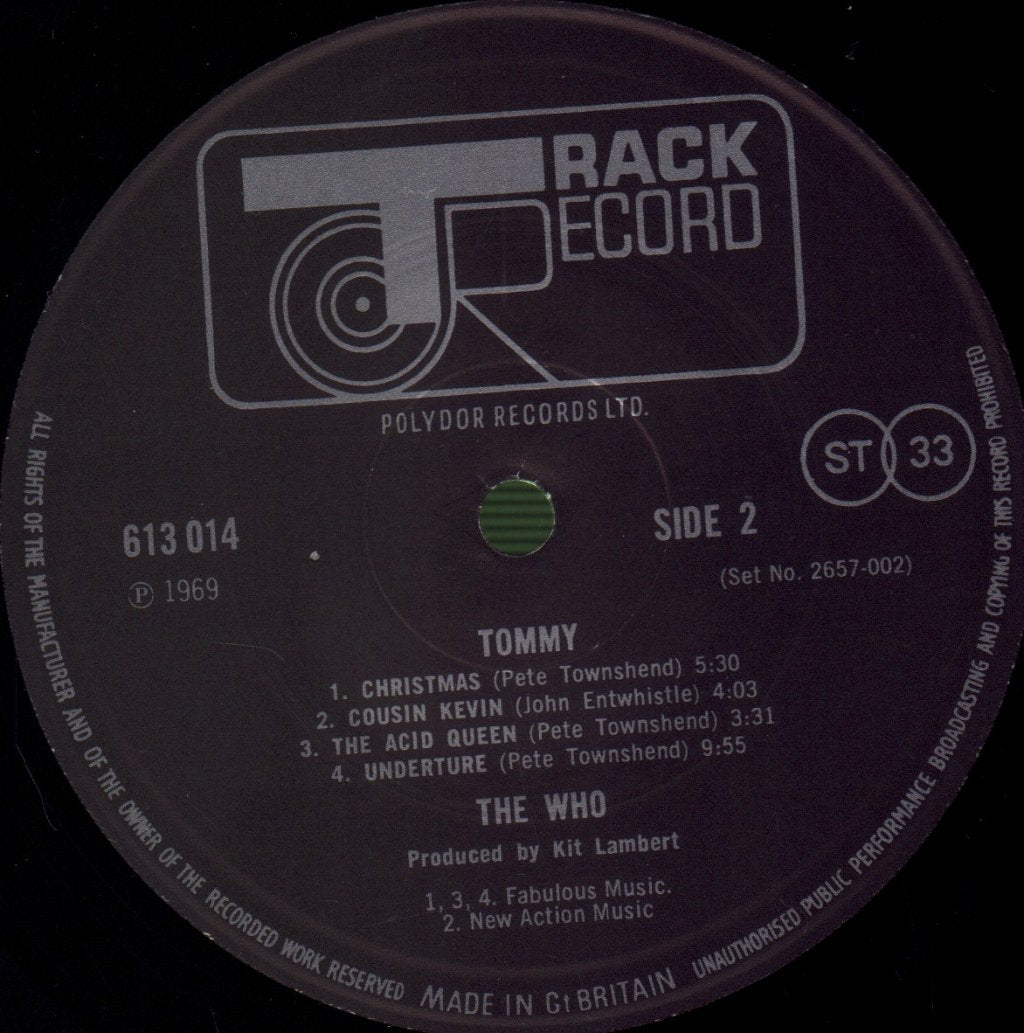 TRACK
RECORD
POLYDOR RECORDS LTD.
ST 33
613 014
SIDE 2
℗ 1969
(Set No. 2657-002)
TOMMY
1. CHRISTMAS (Pete Townshend) 5:30
2. COUSIN KEVIN (John Entwhistle) 4:03
3. THE ACID QUEEN (Pete Townshend) 3:31
4. UNDERTURE (Pete Townshend) 9:55
THE WHO
Produced by Kit Lambert
1, 3, 4. Fabulous Music.
2. New Action Music
ALL RIGHTS OF THE MANUFACTURER AND OF THE OWNER OF THE RECORDED WORK RESERVED
MADE IN Gt BRITAIN
UNAUTHORISED PUBLIC PERFORMANCE BROADCASTING AND COPYING OF THIS RECORD PROHIBITED